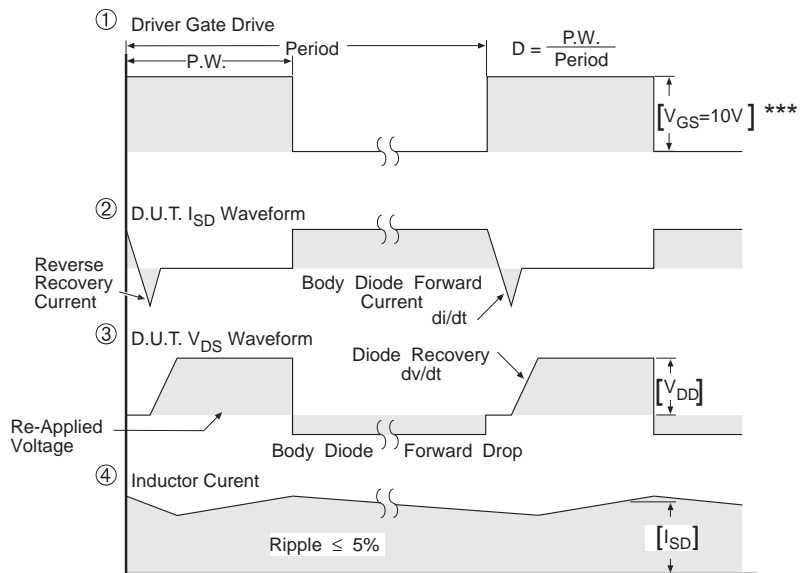 ① Driver Gate Drive
Period
P.W.
D = P.W. / Period
[VGS=10V] ***
② D.U.T. ISD Waveform
Reverse
Recovery
Current
Body Diode Forward
Current
di/dt
③ D.U.T. VDS Waveform
Diode Recovery
dv/dt
[VDD]
Re-Applied
Voltage
Body Diode Forward Drop
④ Inductor Curent
Ripple ≤ 5%
[ISD]